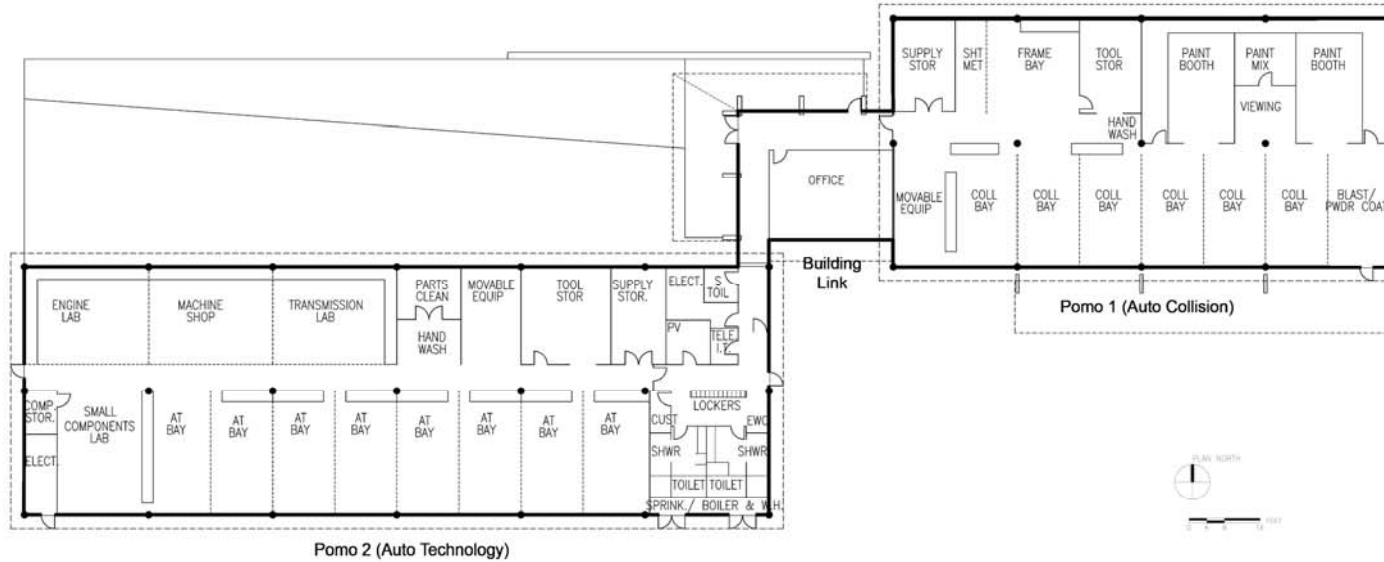 SUPPLY
STOR
SHT
MET
FRAME
BAY
TOOL
STOR
PAINT
BOOTH
PAINT
MIX
PAINT
BOOTH
VIEWING
HAND
WASH
OFFICE
MOVABLE
EQUIP
COLL
BAY
COLL
BAY
COLL
BAY
COLL
BAY
COLL
BAY
COLL
BAY
BLAST/
PWDR COAT
Building
Link
Pomo 1 (Auto Collision)
ENGINE
LAB
MACHINE
SHOP
TRANSMISSION
LAB
PARTS
CLEAN
HAND
WASH
MOVABLE
EQUIP
TOOL
STOR
SUPPLY
STOR.
ELECT.
S
TOIL
PV
TELE.
I.T.
COMP.
STOR.
ELECT.
SMALL
COMPONENTS
LAB
AT
BAY
AT
BAY
AT
BAY
AT
BAY
AT
BAY
AT
BAY
AT
BAY
AT
BAY
LOCKERS
CUST
EWC
SHWR
SHWR
TOILET
TOILET
SPRINK./ BOILER & W.H.
PLAN NORTH
FEET
Pomo 2 (Auto Technology)